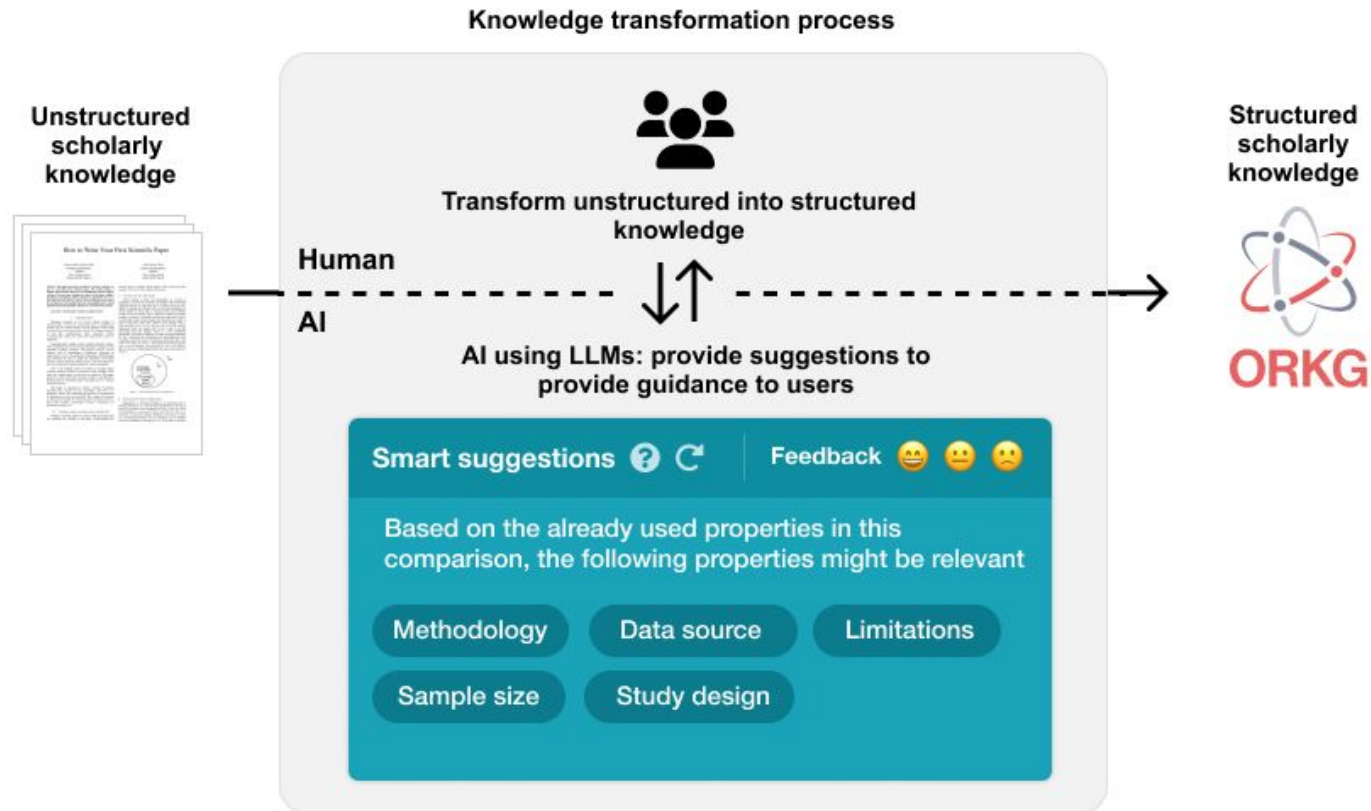 Knowledge transformation process
Unstructured
scholarly
knowledge
How to Write Your First Scientific Paper
Transform unstructured into structured
knowledge
Human
AI
AI using LLMs: provide suggestions to
provide guidance to users
Smart suggestions ? Feedback
Based on the already used properties in this
comparison, the following properties might be relevant
Methodology Data source Limitations
Sample size Study design
Structured
scholarly
knowledge
ORKG